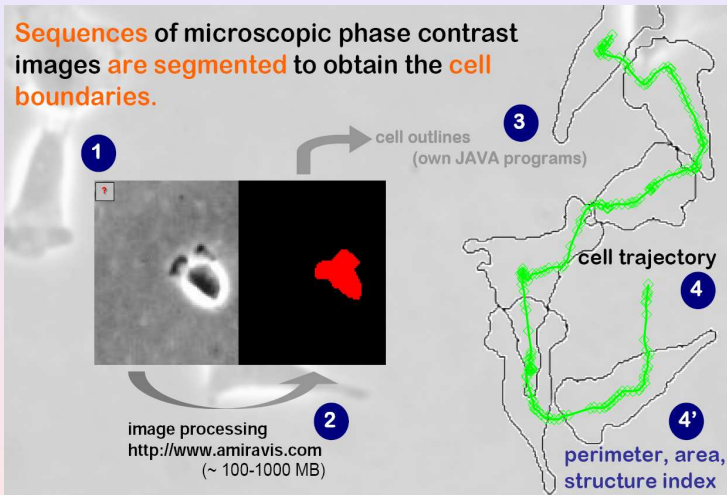 Sequences of microscopic phase contrast
images are segmented to obtain the cell
boundaries.
1
?
cell outlines
(own JAVA programs)
3
2
image processing
http://www.amiravis.com
(~ 100-1000 MB)
cell trajectory
4
4'
perimeter, area,
structure index